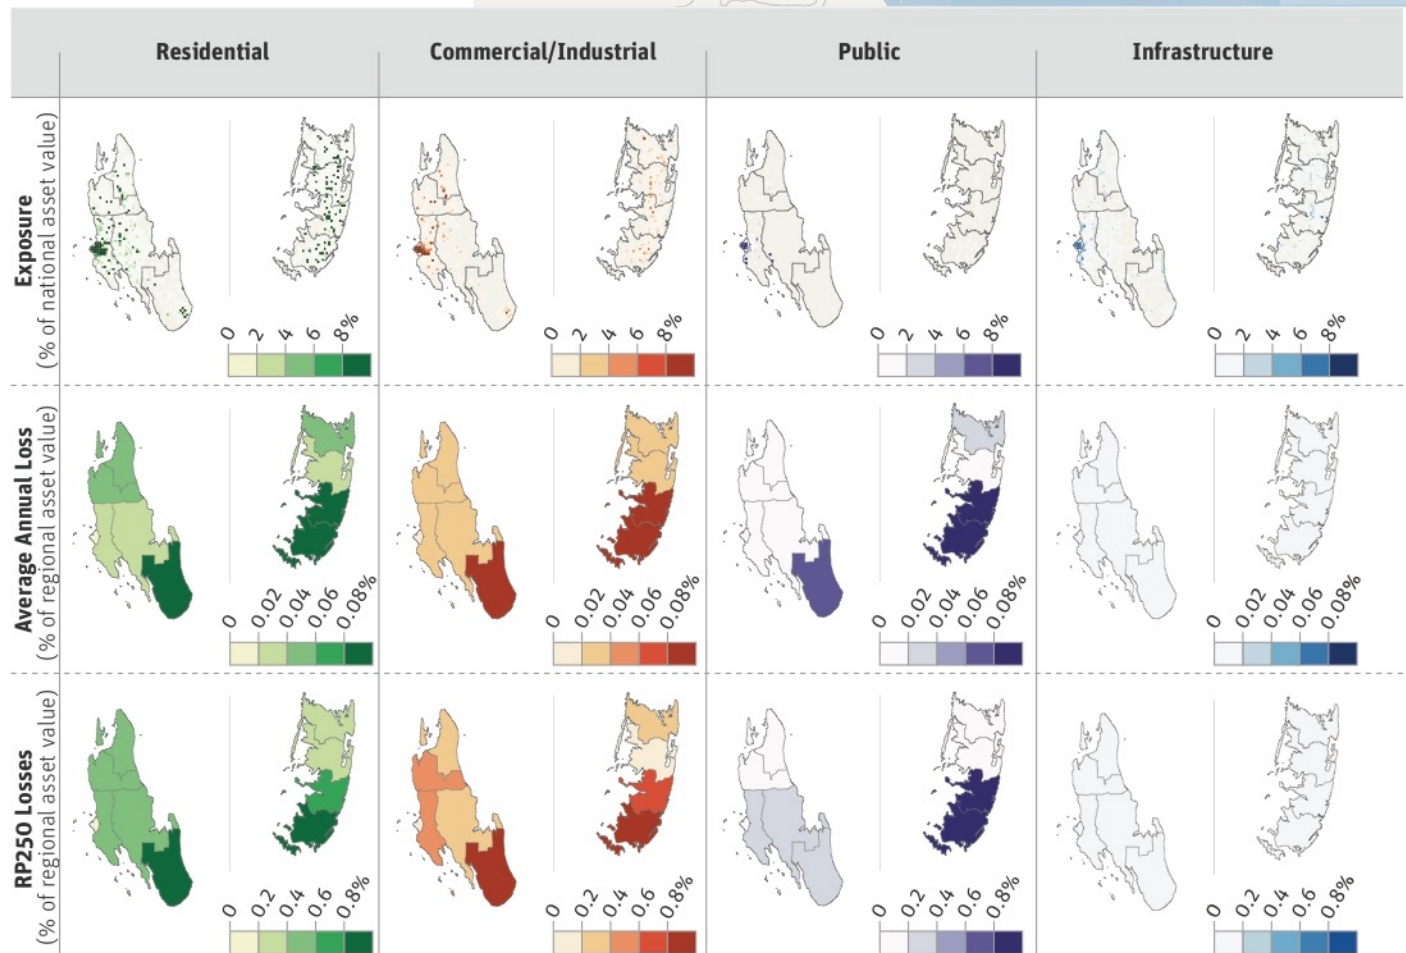 Residential Commercial/Industrial Public Infrastructure
Exposure
(% of national asset value)
0 2 4 6 8%
0 2 4 6 8%
0 2 4 6 8%
0 2 4 6 8%
Average Annual Loss
(% of regional asset value)
0 0.02 0.04 0.06 0.08%
0 0.02 0.04 0.06 0.08%
0 0.02 0.04 0.06 0.08%
0 0.02 0.04 0.06 0.08%
RP250 Losses
(% of regional asset value)
0 0.2 0.4 0.6 0.8%
0 0.2 0.4 0.6 0.8%
0 0.2 0.4 0.6 0.8%
0 0.2 0.4 0.6 0.8%